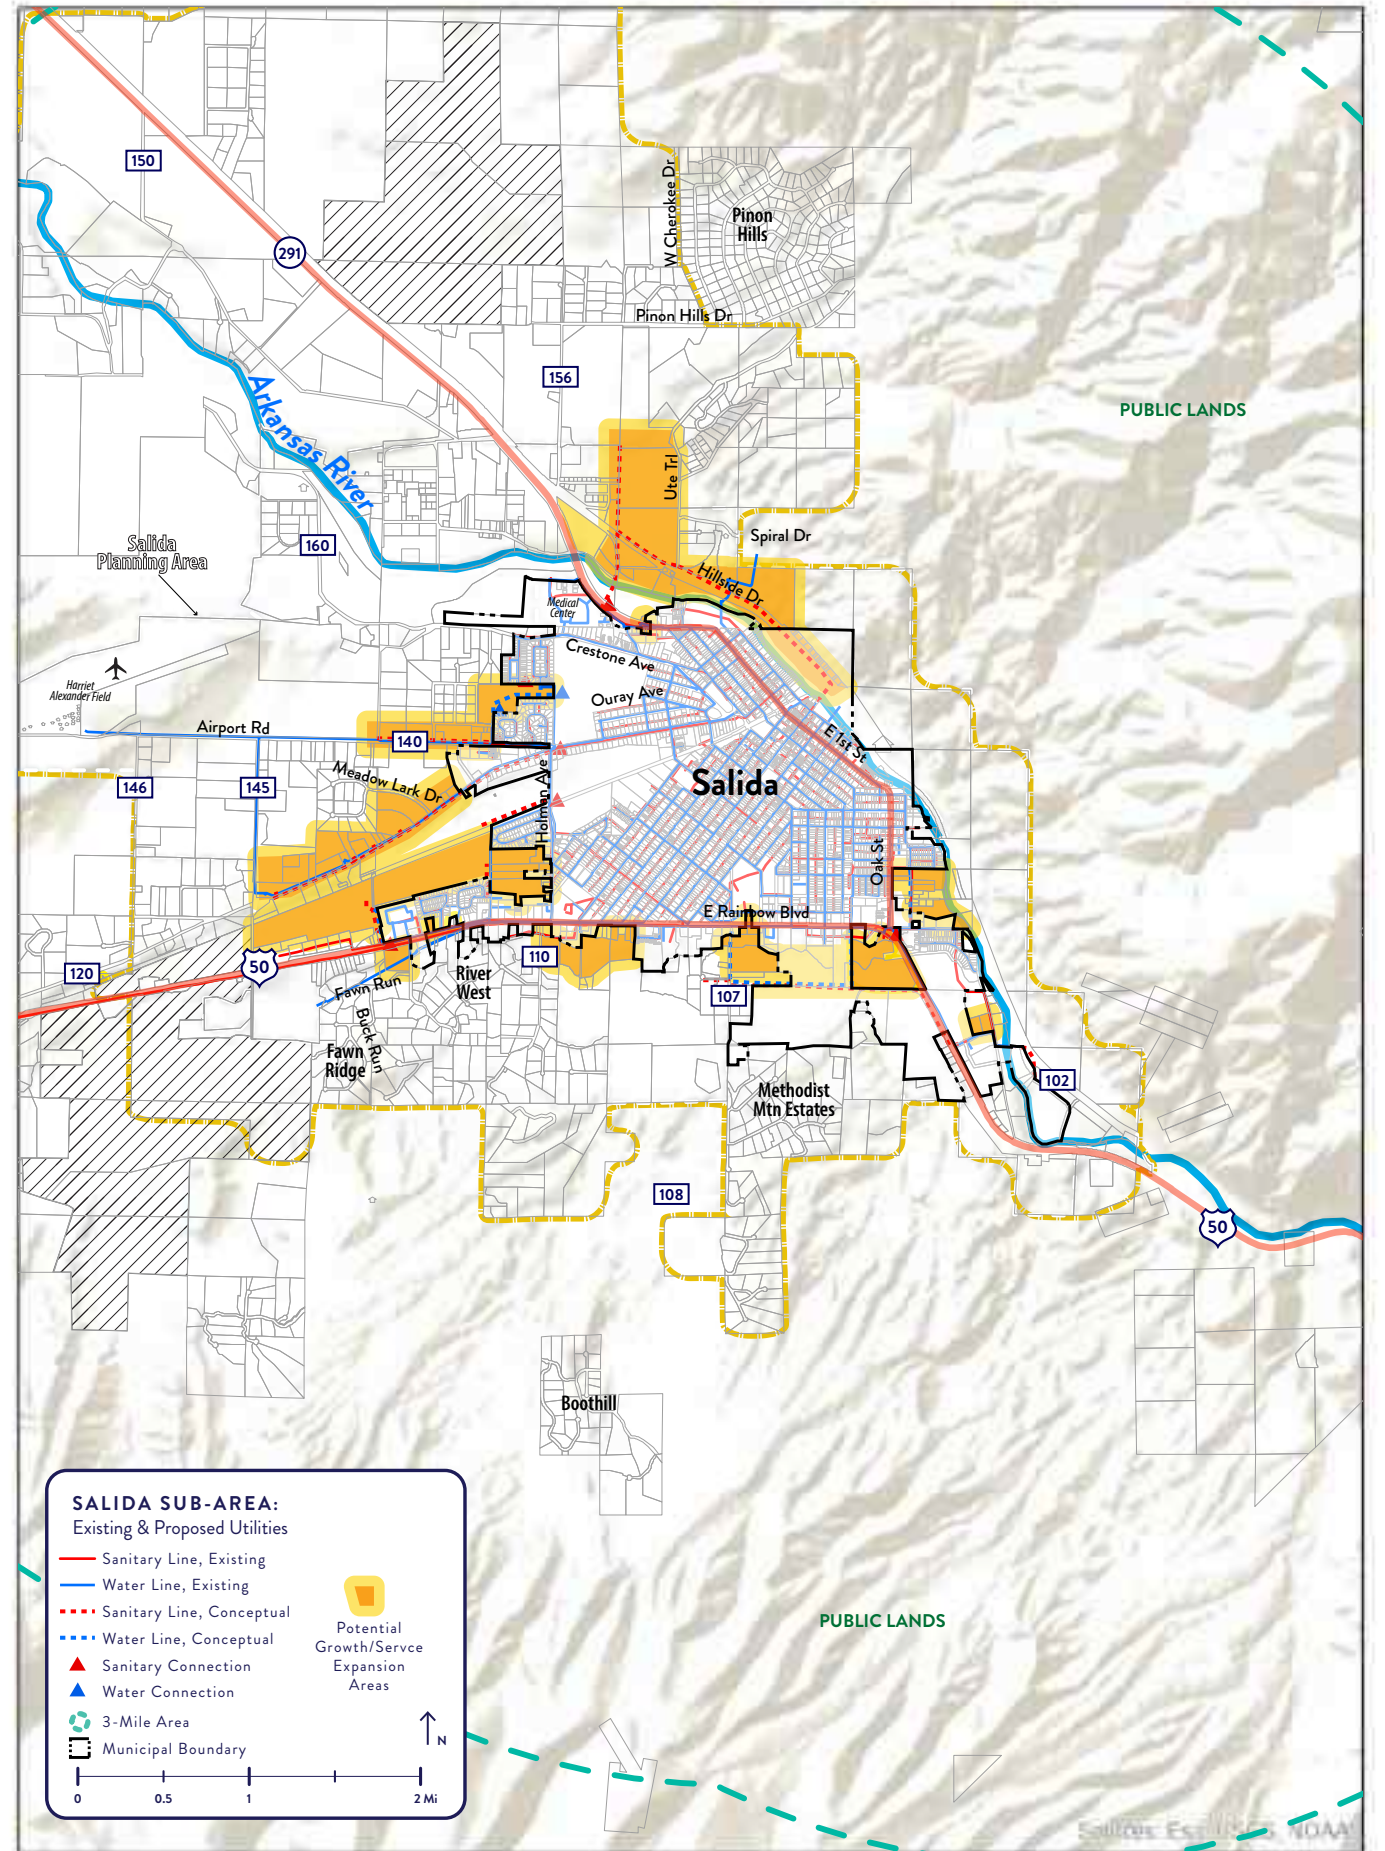 150
W Cherokee Dr
Pinon
Hills
291
Pinon Hills Dr
156
Arkansas River
PUBLIC LANDS
Ute Trl
160
Spiral Dr
Salida
Planning Area
Hillside Dr
Medical
Center
Crestone Ave
Harriet
Alexander Field
Ouray Ave
Airport Rd
140
E 1st St
Meadow Lark Dr
146
145
Holman Ave
Salida
Oak St
E Rainbow Blvd
110
120
50
Fawn Run
River
West
107
Buck Run
Fawn
Ridge
102
Methodist
Mtn Estates
108
50
Boothill
SALIDA SUB-AREA:
Existing & Proposed Utilities
Sanitary Line, Existing
Water Line, Existing
Sanitary Line, Conceptual
Water Line, Conceptual
Sanitary Connection
Water Connection
3-Mile Area
Municipal Boundary
Potential
Growth/Servce
Expansion
Areas
N
0 0.5 1 2 Mi
PUBLIC LANDS